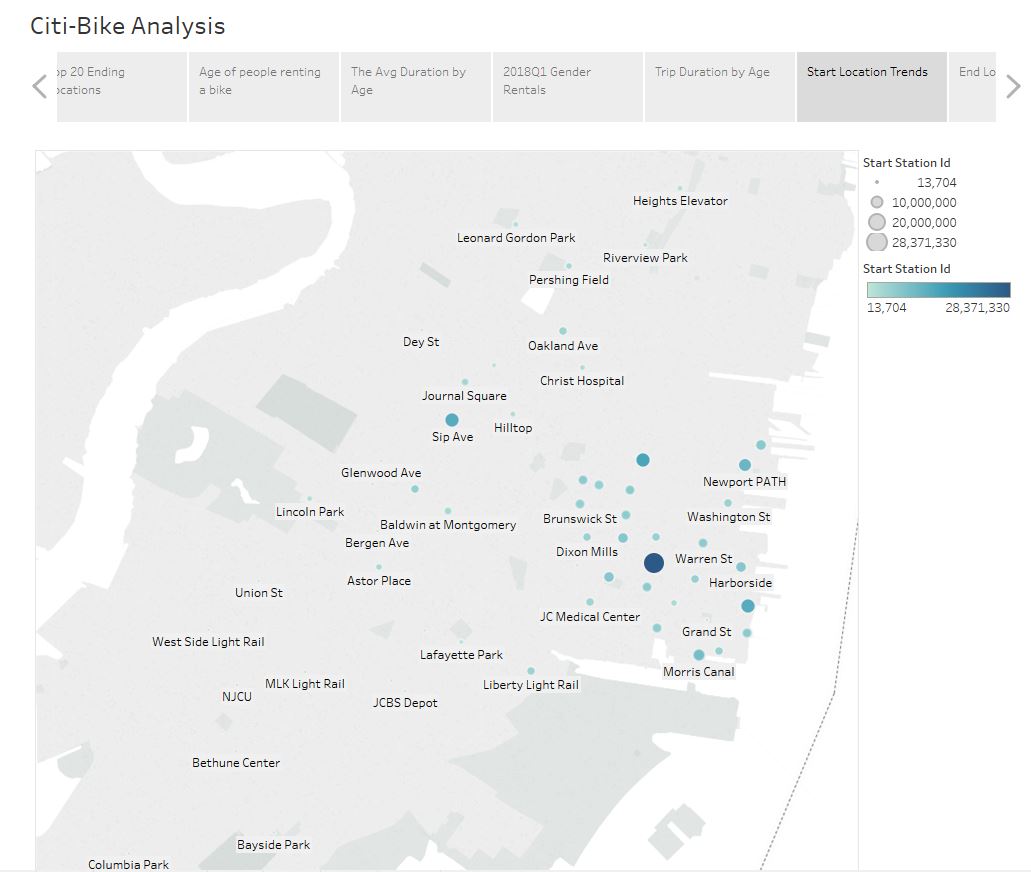 Citi-Bike Analysis
op 20 Ending
ocations
Age of people renting
a bike
The Avg Duration by
Age
2018Q1 Gender
Rentals
Trip Duration by Age
Start Location Trends
End Lo
Start Station Id
13,704
10,000,000
20,000,000
28,371,330
Start Station Id
13,704 28,371,330
Heights Elevator
Leonard Gordon Park
Riverview Park
Pershing Field
Dey St
Oakland Ave
Christ Hospital
Journal Square
Hilltop
Sip Ave
Glenwood Ave
Newport PATH
Lincoln Park
Brunswick St
Washington St
Baldwin at Montgomery
Bergen Ave
Dixon Mills
Warren St
Astor Place
Harborside
Union St
JC Medical Center
Grand St
West Side Light Rail
Lafayette Park
Morris Canal
MLK Light Rail
Liberty Light Rail
NJCU
JCBS Depot
Bethune Center
Bayside Park
Columbia Park